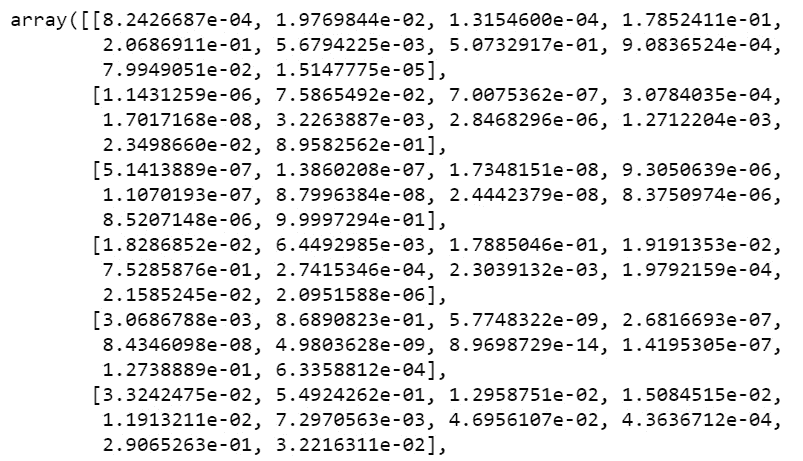 array([[8.2426687e-04, 1.9769844e-02, 1.3154600e-04, 1.7852411e-01,
2.0686911e-01, 5.6794225e-03, 5.0732917e-01, 9.0836524e-04,
7.9949051e-02, 1.5147775e-05],
[1.1431259e-06, 7.5865492e-02, 7.0075362e-07, 3.0784035e-04,
1.7017168e-08, 3.2263887e-03, 2.8468296e-06, 1.2712204e-03,
2.3498660e-02, 8.9582562e-01],
[5.1413889e-07, 1.3860208e-07, 1.7348151e-08, 9.3050639e-06,
1.1070193e-07, 8.7996384e-08, 2.4442379e-08, 8.3750974e-06,
8.5207148e-06, 9.9997294e-01],
[1.8286852e-02, 6.4492985e-03, 1.7885046e-01, 1.9191353e-02,
7.5285876e-01, 2.7415346e-04, 2.3039132e-03, 1.9792159e-04,
2.1585245e-02, 2.0951588e-06],
[3.0686788e-03, 8.6890823e-01, 5.7748322e-09, 2.6816693e-07,
8.4346098e-08, 4.9803628e-09, 8.9698729e-14, 1.4195305e-07,
1.2738889e-01, 6.3358812e-04],
[3.3242475e-02, 5.4924262e-01, 1.2958751e-02, 1.5084515e-02,
1.1913211e-02, 7.2970563e-03, 4.6956107e-02, 4.3636712e-04,
2.9065263e-01, 3.2216311e-02],